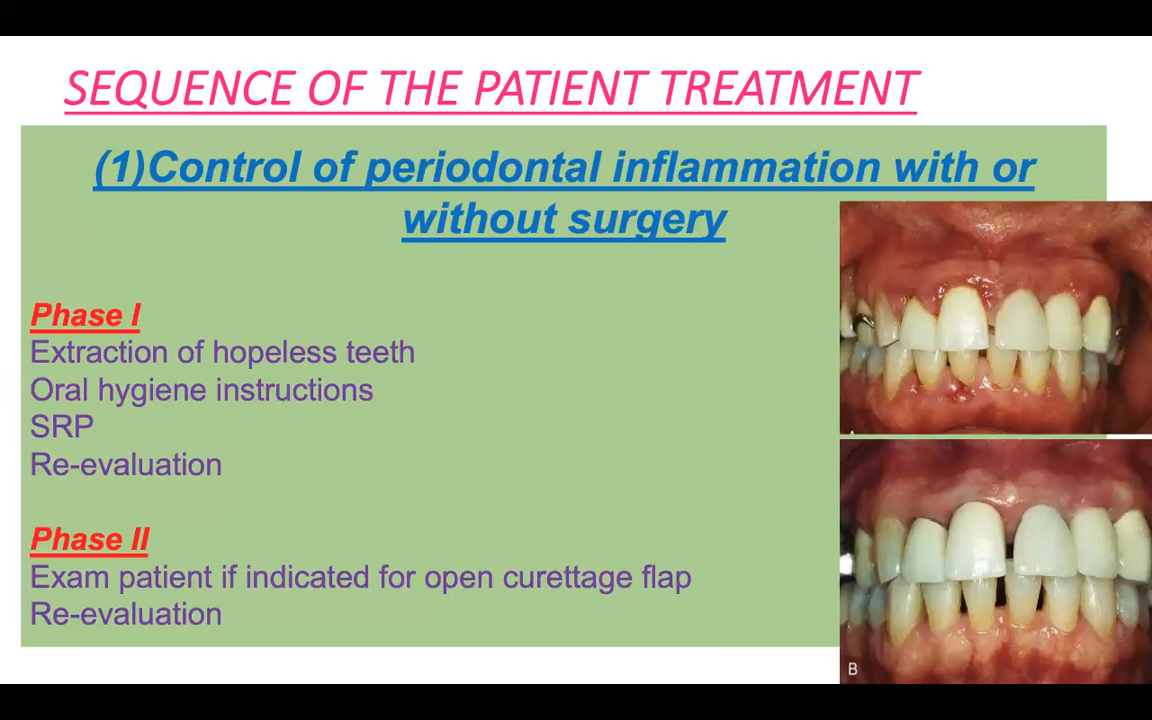 SEQUENCE OF THE PATIENT TREATMENT
(1)Control of periodontal inflammation with or
without surgery
Phase I
Extraction of hopeless teeth
Oral hygiene instructions
SRP
Re-evaluation
Phase II
Exam patient if indicated for open curettage flap
Re-evaluation
B